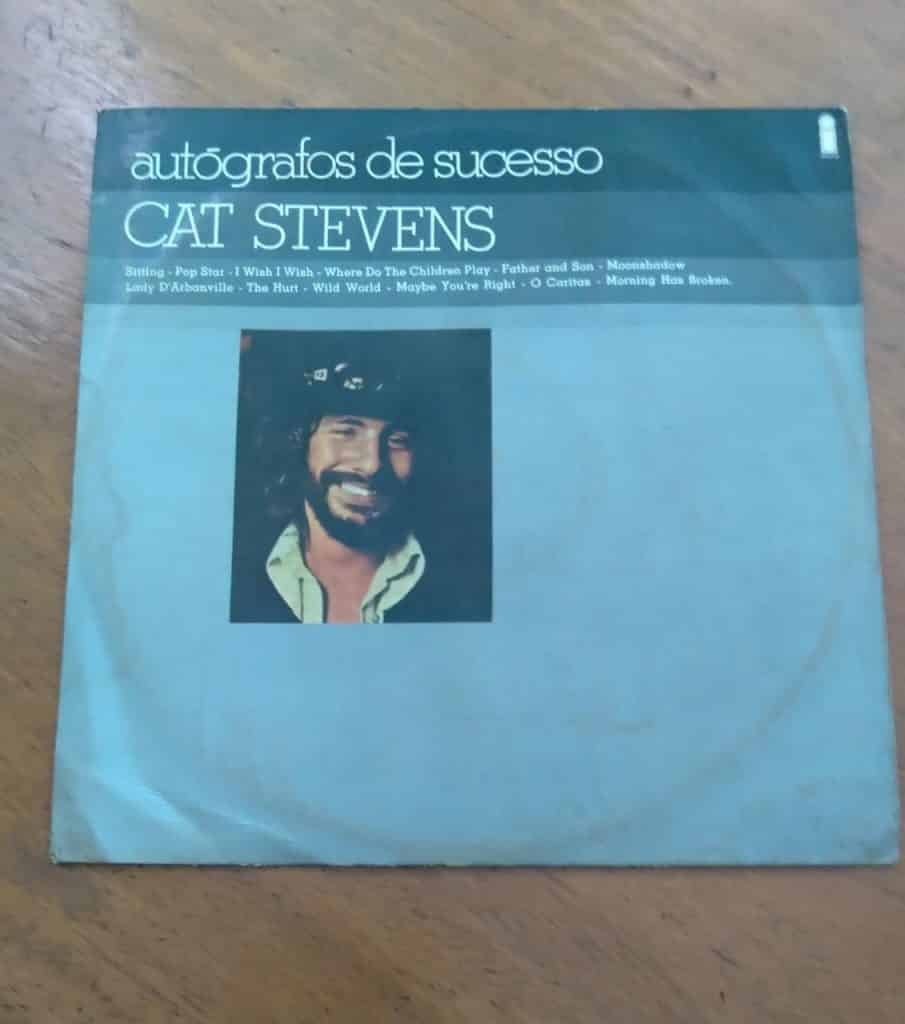 autógrafos de sucesso
CAT STEVENS
Sitting - Pop Star - I Wish I Wish - Where Do The Children Play - Father and Son - Moonshadow
Lady D'Arbanville - The Hurt - Wild World - Maybe You're Right - O Caritas - Morning Has Broken.